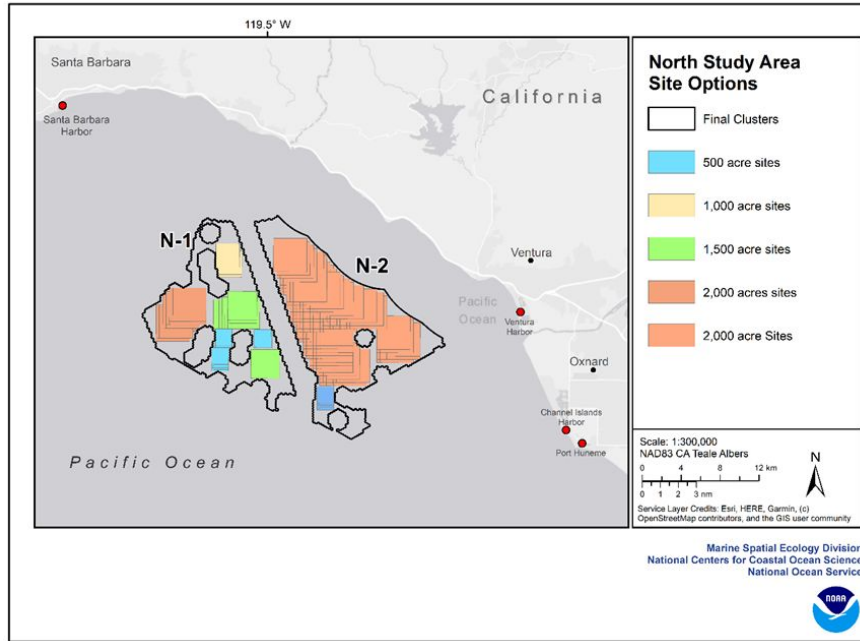 119.5° W
Santa Barbara
California
Santa Barbara
Harbor
N-1
N-2
Ventura
Pacific
Ocean
Ventura
Harbor
Oxnard
Channel Islands
Harbor
Port Hueneme
Pacific Ocean
North Study Area
Site Options
Final Clusters
500 acre sites
1,000 acre sites
1,500 acre sites
2,000 acres sites
2,000 acre Sites
Scale: 1:300,000
NAD83 CA Teale Albers
N
0 4 8 12 km
0 1 2 3 nm
Service Layer Credits: Esri, HERE, Garmin, (c)
OpenStreetMap contributors, and the GIS user community
Marine Spatial Ecology Division
National Centers for Coastal Ocean Science
National Ocean Service
NOAA